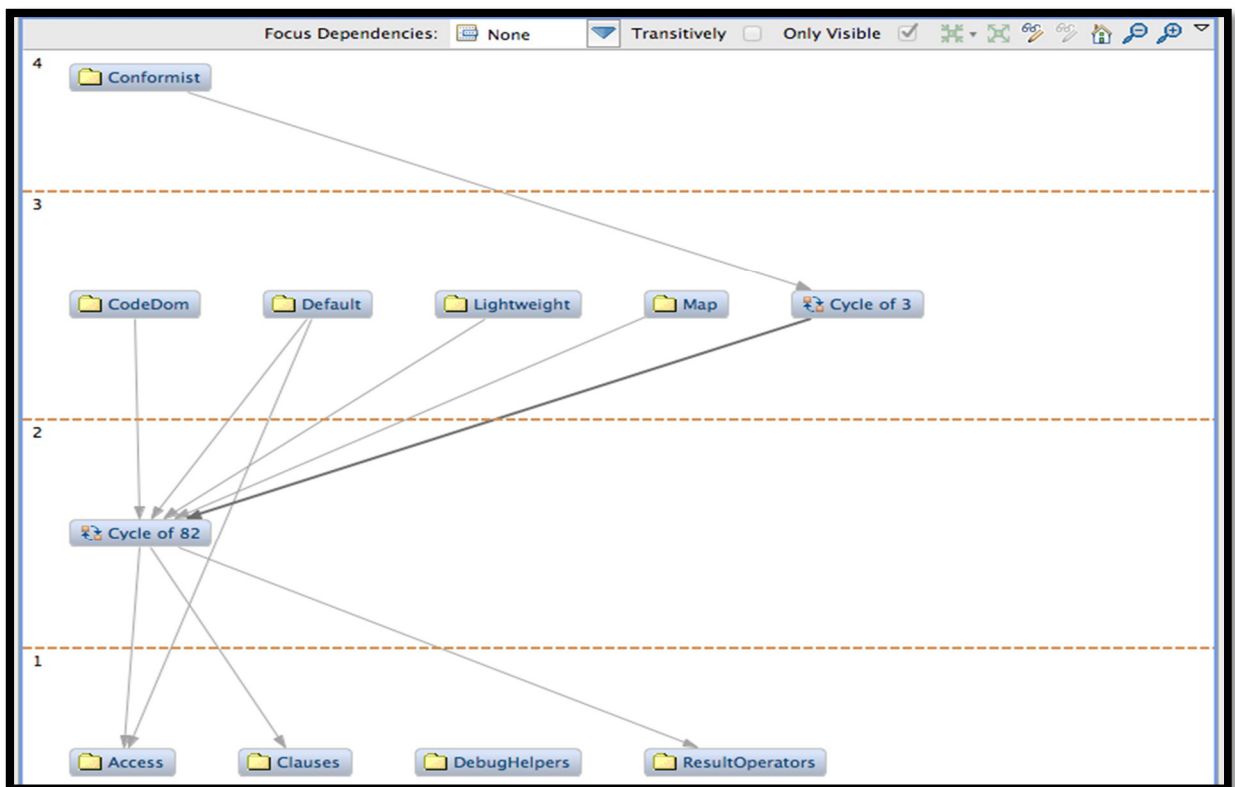 Focus Dependencies: None Transitively Only Visible
4
Conformist
3
CodeDom Default Lightweight Map Cycle of 3
2
Cycle of 82
1
Access Clauses DebugHelpers ResultOperators